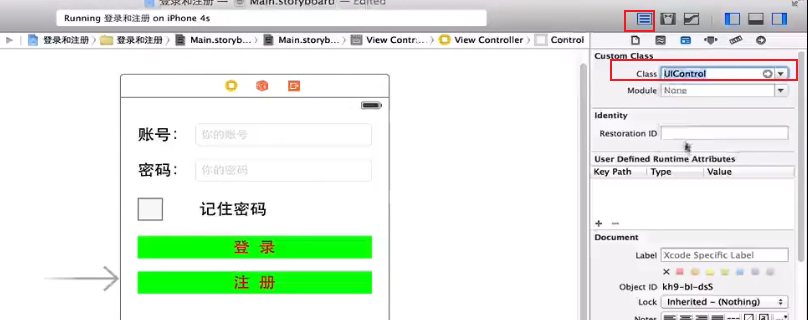 登录和注册 Main.storyboard — Edited
Running 登录和注册 on iPhone 4s
登录和注册 登录和注册 Main.storyb... Main.storyb... View Contr... View Controller Control
Custom Class
Class UIControl
Module None
Identity
Restoration ID
User Defined Runtime Attributes
Key Path Type Value
Document
Label Xcode Specific Label
Object ID kh9-bI-dsS
Lock Inherited - (Nothing)
Notes
账号：
你的账号
密码：
你的密码
记住密码
登 录
注 册